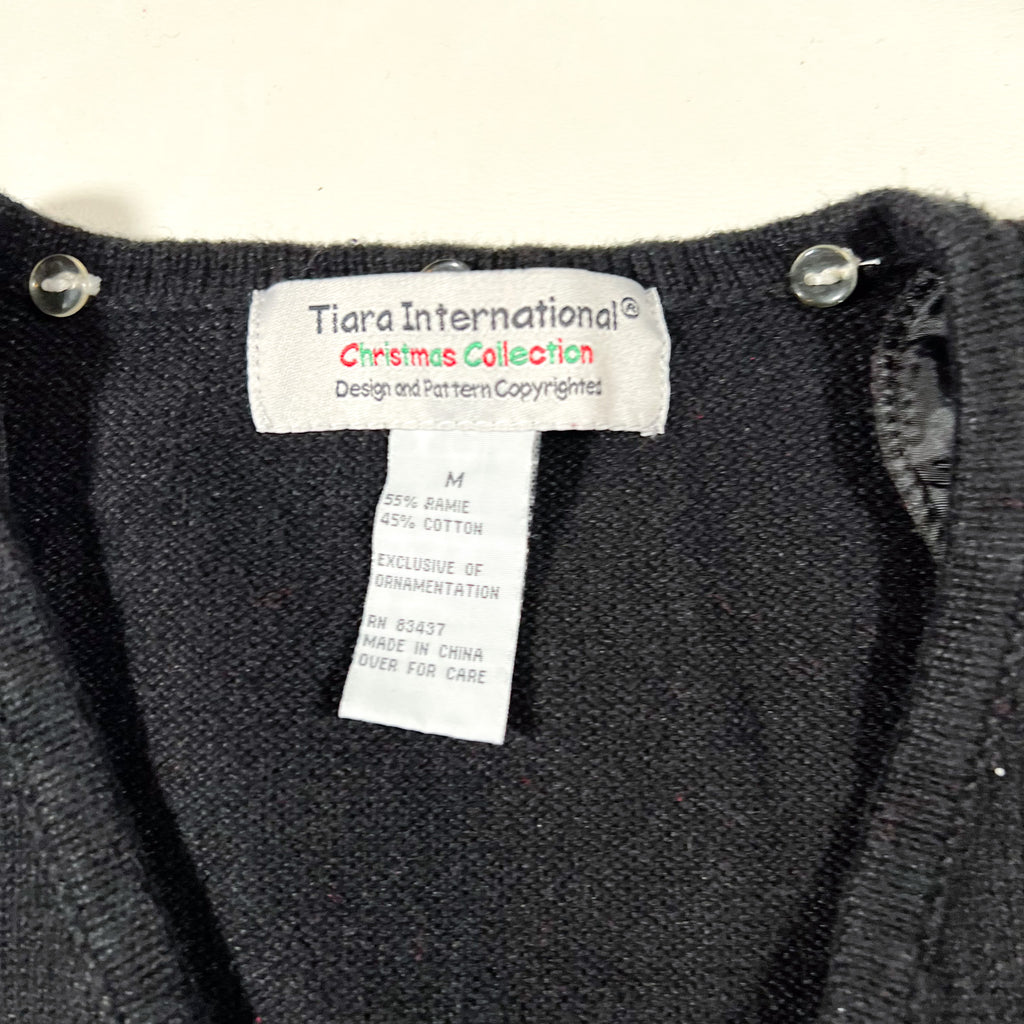 Tiara International®
Christmas Collection
Design and Pattern Copyrighted
M
55% RAMIE
45% COTTON
EXCLUSIVE OF
ORNAMENTATION
RN 83437
MADE IN CHINA
OVER FOR CARE